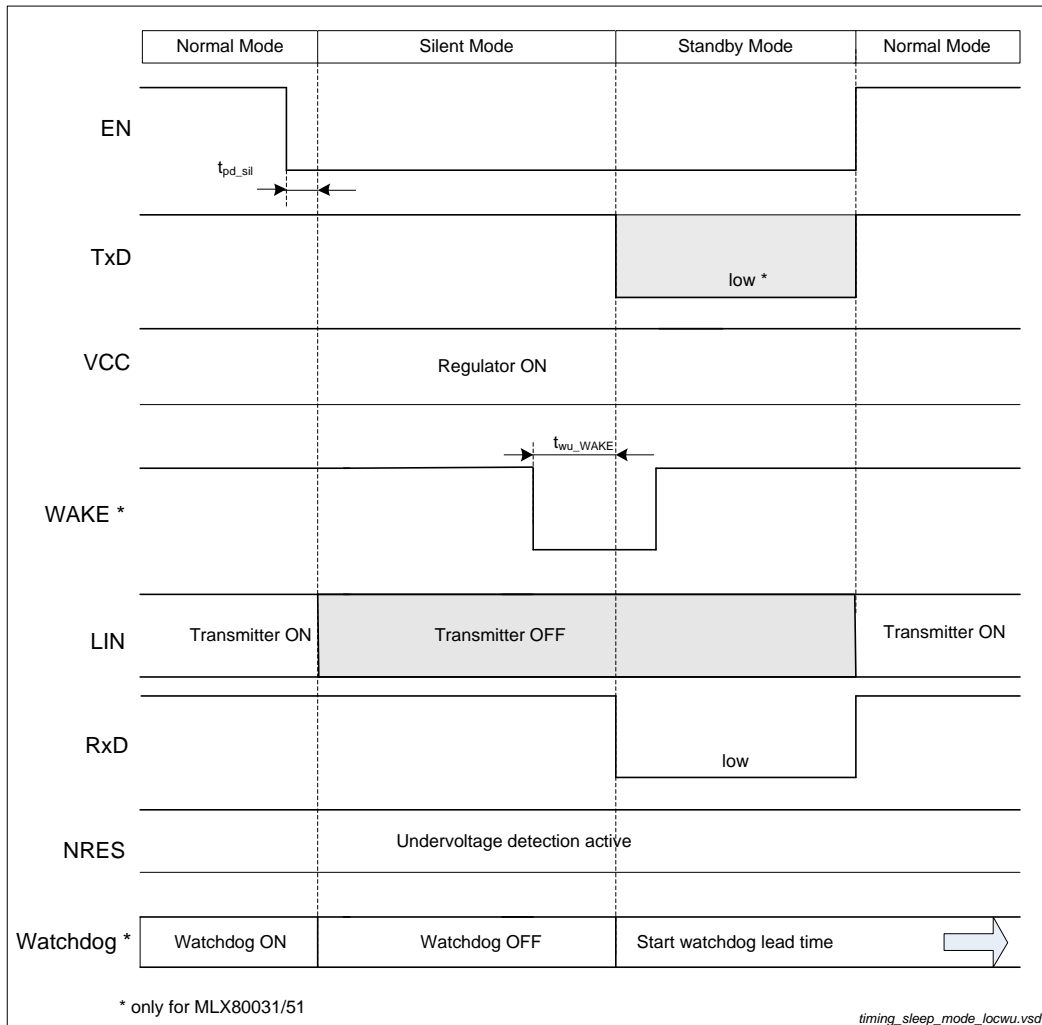 Normal Mode Silent Mode Standby Mode Normal Mode
EN
tpd_sil
TxD
low *
VCC
Regulator ON
twu_WAKE
WAKE *
LIN
Transmitter ON Transmitter OFF Transmitter ON
RxD
low
NRES
Undervoltage detection active
Watchdog * Watchdog ON Watchdog OFF Start watchdog lead time
* only for MLX80031/51
timing_sleep_mode_locwu.vsd